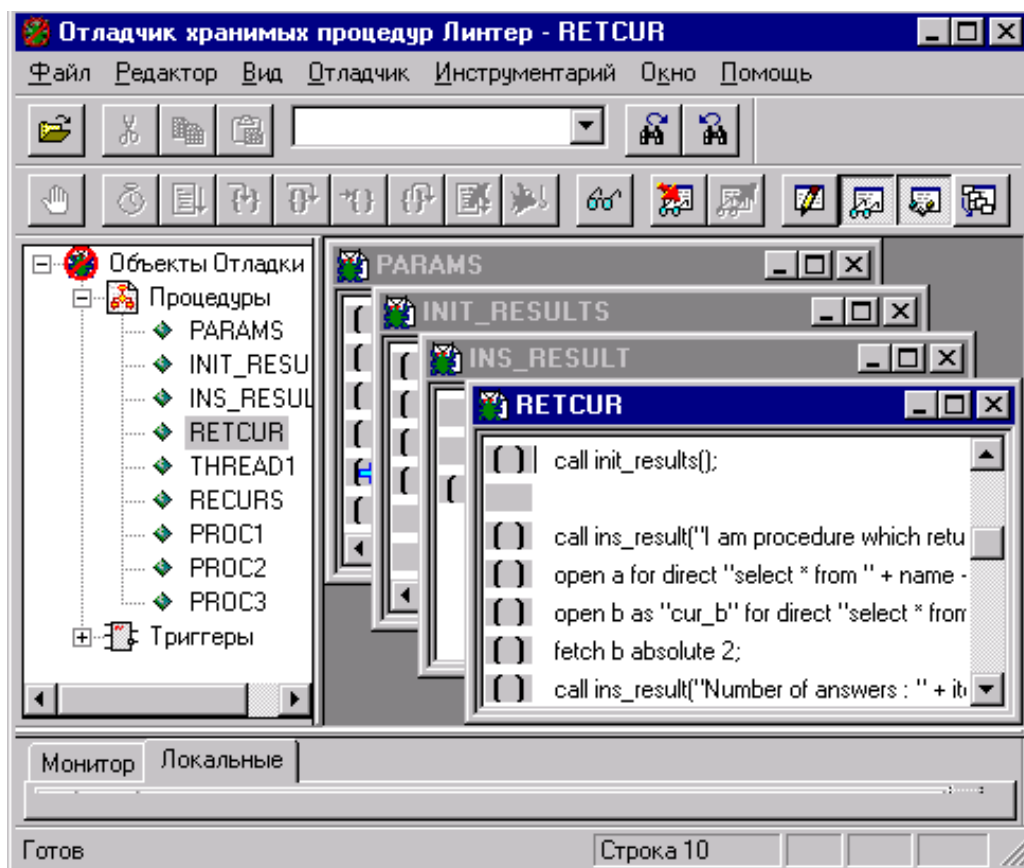 Отладчик хранимых процедур Линтер - RETCUR
Файл Редактор Вид Отладчик Инструментарий Окно Помощь
Объекты Отладки
Процедуры
PARAMS
INIT_RESU
INS_RESUL
RETCUR
THREAD1
RECURS
PROC1
PROC2
PROC3
Триггеры
PARAMS
INIT_RESULTS
INS_RESULT
RETCUR
call init_results();
call ins_result("I am procedure which retu
open a for direct "select * from " + name -
open b as "cur_b" for direct "select * from
fetch b absolute 2;
call ins_result("Number of answers : " + it
Монитор Локальные
Готов Строка 10